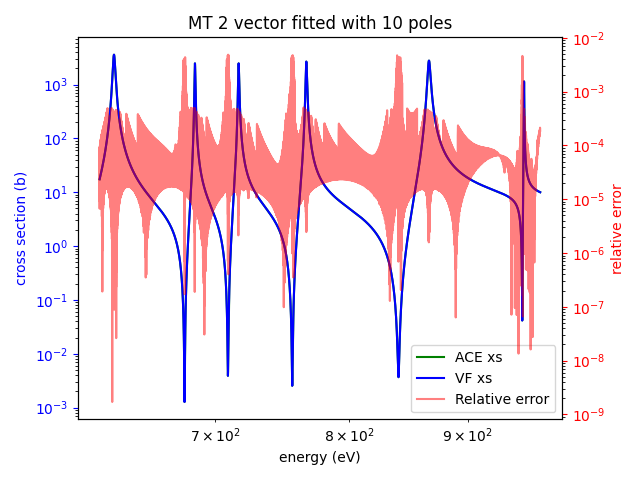 MT 2 vector fitted with 10 poles
cross section (b)
10³
10²
10¹
10⁰
10⁻¹
10⁻²
10⁻³
10⁻²
10⁻³
10⁻⁴
10⁻⁵
10⁻⁶
10⁻⁷
10⁻⁸
10⁻⁹
relative error
ACE xs
VF xs
Relative error
7 × 10² 8 × 10² 9 × 10²
energy (eV)